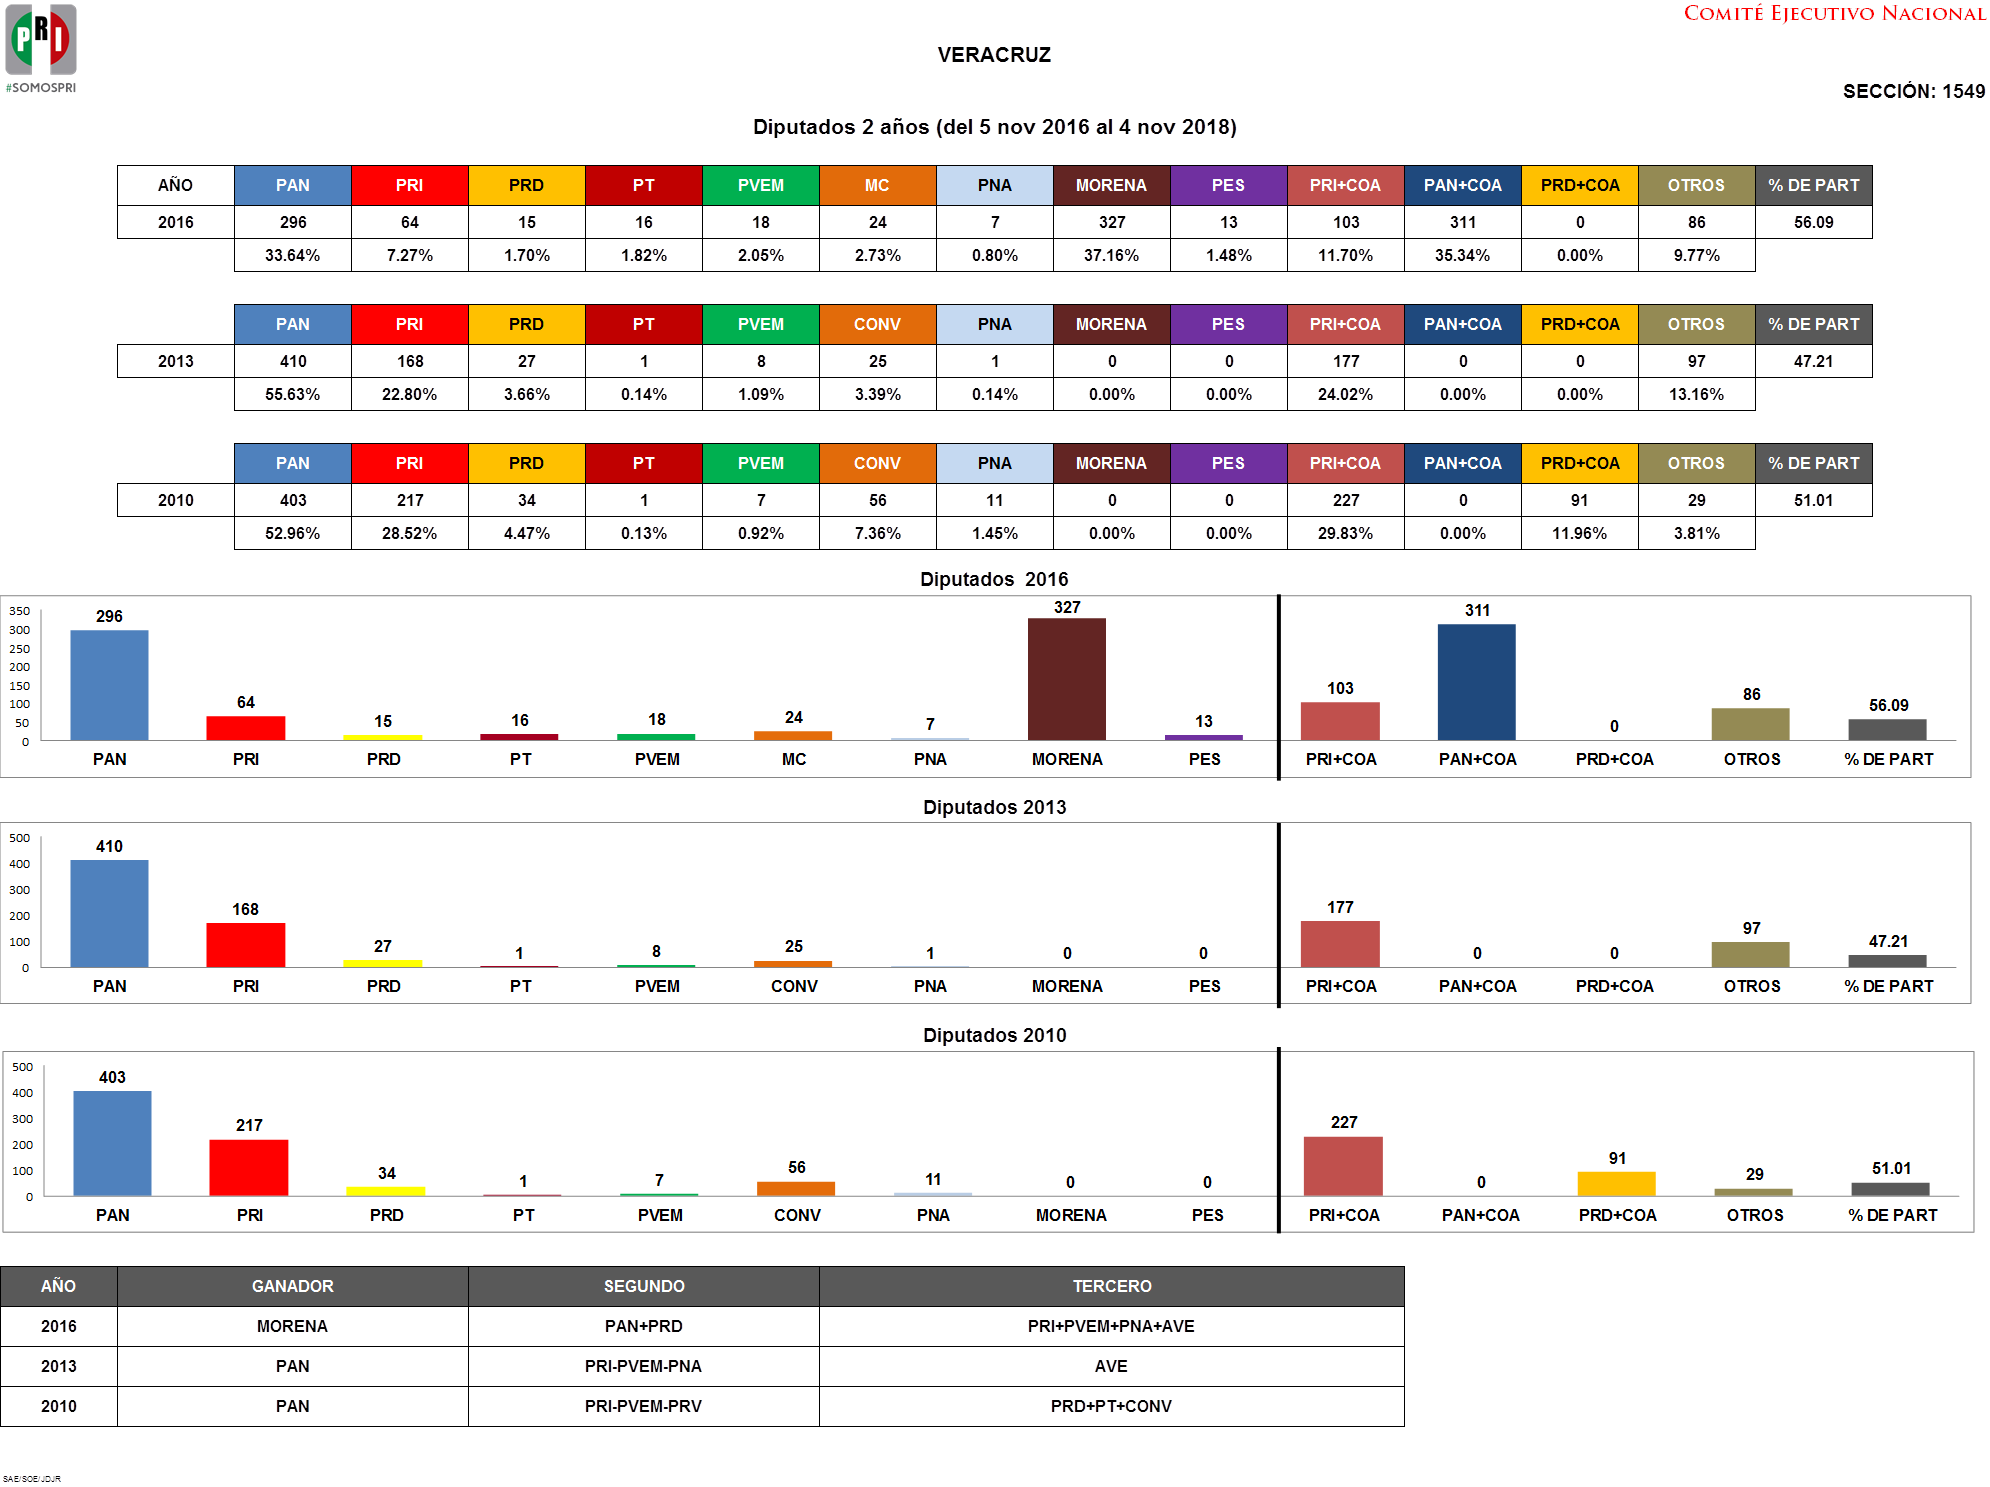 PRI
#SOMOSPRI
COMITÉ EJECUTIVO NACIONAL
VERACRUZ
SECCIÓN: 1549
Diputados 2 años (del 5 nov 2016 al 4 nov 2018)
AÑO PAN PRI PRD PT PVEM MC PNA MORENA PES PRI+COA PAN+COA PRD+COA OTROS % DE PART
2016 296 64 15 16 18 24 7 327 13 103 311 0 86 56.09
33.64% 7.27% 1.70% 1.82% 2.05% 2.73% 0.80% 37.16% 1.48% 11.70% 35.34% 0.00% 9.77%
PAN PRI PRD PT PVEM CONV PNA MORENA PES PRI+COA PAN+COA PRD+COA OTROS % DE PART
2013 410 168 27 1 8 25 1 0 0 177 0 0 97 47.21
55.63% 22.80% 3.66% 0.14% 1.09% 3.39% 0.14% 0.00% 0.00% 24.02% 0.00% 0.00% 13.16%
PAN PRI PRD PT PVEM CONV PNA MORENA PES PRI+COA PAN+COA PRD+COA OTROS % DE PART
2010 403 217 34 1 7 56 11 0 0 227 0 91 29 51.01
52.96% 28.52% 4.47% 0.13% 0.92% 7.36% 1.45% 0.00% 0.00% 29.83% 0.00% 11.96% 3.81%
Diputados 2016
350
300
250
200
150
100
50
0
296 64 15 16 18 24 7 327 13 103 311 0 86 56.09
PAN PRI PRD PT PVEM MC PNA MORENA PES PRI+COA PAN+COA PRD+COA OTROS % DE PART
Diputados 2013
500
400
300
200
100
0
410 168 27 1 8 25 1 0 0 177 0 0 97 47.21
PAN PRI PRD PT PVEM CONV PNA MORENA PES PRI+COA PAN+COA PRD+COA OTROS % DE PART
Diputados 2010
500
400
300
200
100
0
403 217 34 1 7 56 11 0 0 227 0 91 29 51.01
PAN PRI PRD PT PVEM CONV PNA MORENA PES PRI+COA PAN+COA PRD+COA OTROS % DE PART
AÑO GANADOR SEGUNDO TERCERO
2016 MORENA PAN+PRD PRI+PVEM+PNA+AVE
2013 PAN PRI-PVEM-PNA AVE
2010 PAN PRI-PVEM-PRV PRD+PT+CONV
SAE/SOE/JDJR